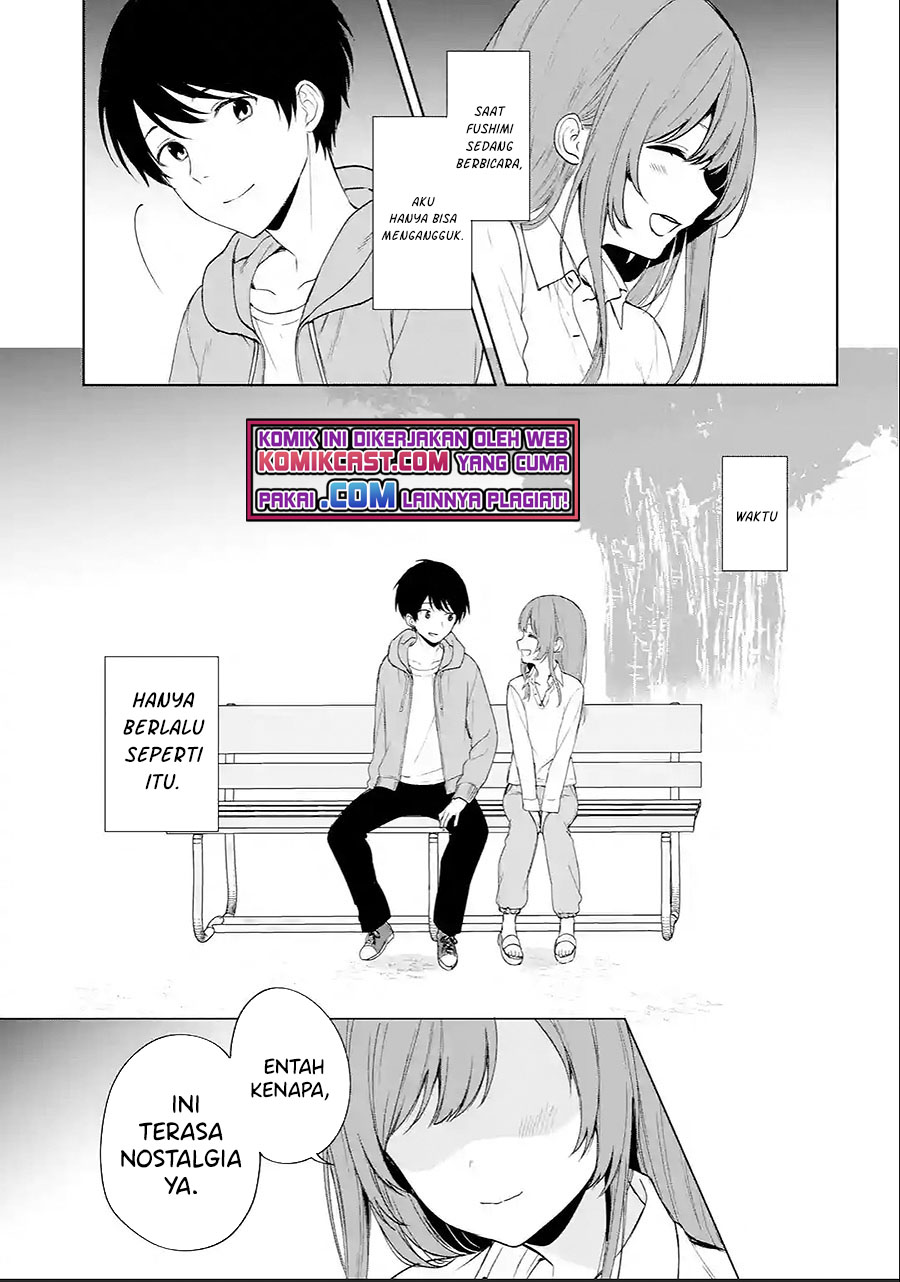 SAAT
FUSHIMI
SEDANG
BERBICARA,
AKU
HANYA BISA
MENGANGGUK.
KOMIK INI DIKERJAKAN OLEH WEB
KOMIKCAST.COM YANG CUMA
PAKAI .COM LAINNYA PLAGIAT!
WAKTU
HANYA
BERLALU
SEPERTI
ITU.
ENTAH
KENAPA,
INI
TERASA
NOSTALGIA
YA.